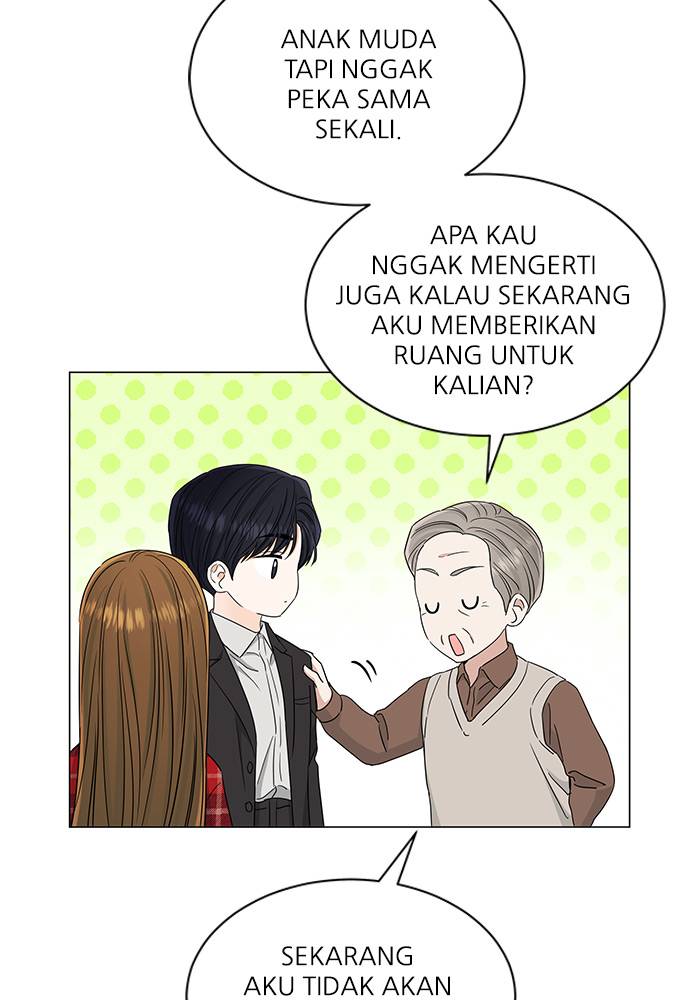 ANAK MUDA
TAPI NGGAK
PEKA SAMA
SEKALI.
APA KAU
NGGAK MENGERTI
JUGA KALAU SEKARANG
AKU MEMBERIKAN
RUANG UNTUK
KALIAN?
SEKARANG
AKU TIDAK AKAN